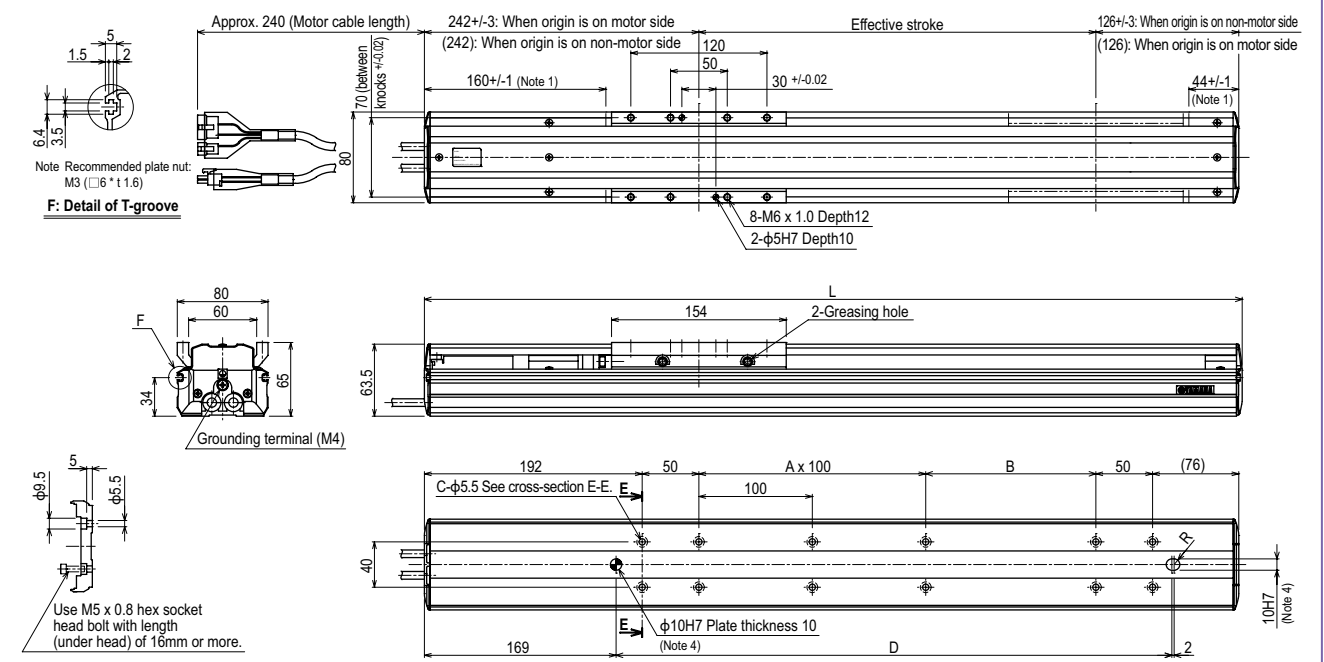 Approx. 240 (Motor cable length)
242+/-3: When origin is on motor side
(242): When origin is on non-motor side
Effective stroke
126+/-3: When origin is on non-motor side
(126): When origin is on motor side
5
1.5
2
6.4
3.5
Note Recommended plate nut:
M3 (□6 * t 1.6)
F: Detail of T-groove
70 (between
knocks +/-0.02)
80
160+/-1 (Note 1)
120
50
30 +/-0.02
44+/-1
(Note 1)
8-M6 x 1.0 Depth12
2-ϕ5H7 Depth10
80
60
F
34
65
Grounding terminal (M4)
L
154
2-Greasing hole
63.5
YAMAHA
5
ϕ9.5
ϕ5.5
Use M5 x 0.8 hex socket
head bolt with length
(under head) of 16mm or more.
192
50
A x 100
B
50
(76)
C-ϕ5.5 See cross-section E-E.
E
100
40
R
10H7
(Note 4)
E
ϕ10H7 Plate thickness 10
(Note 4)
169
D
2